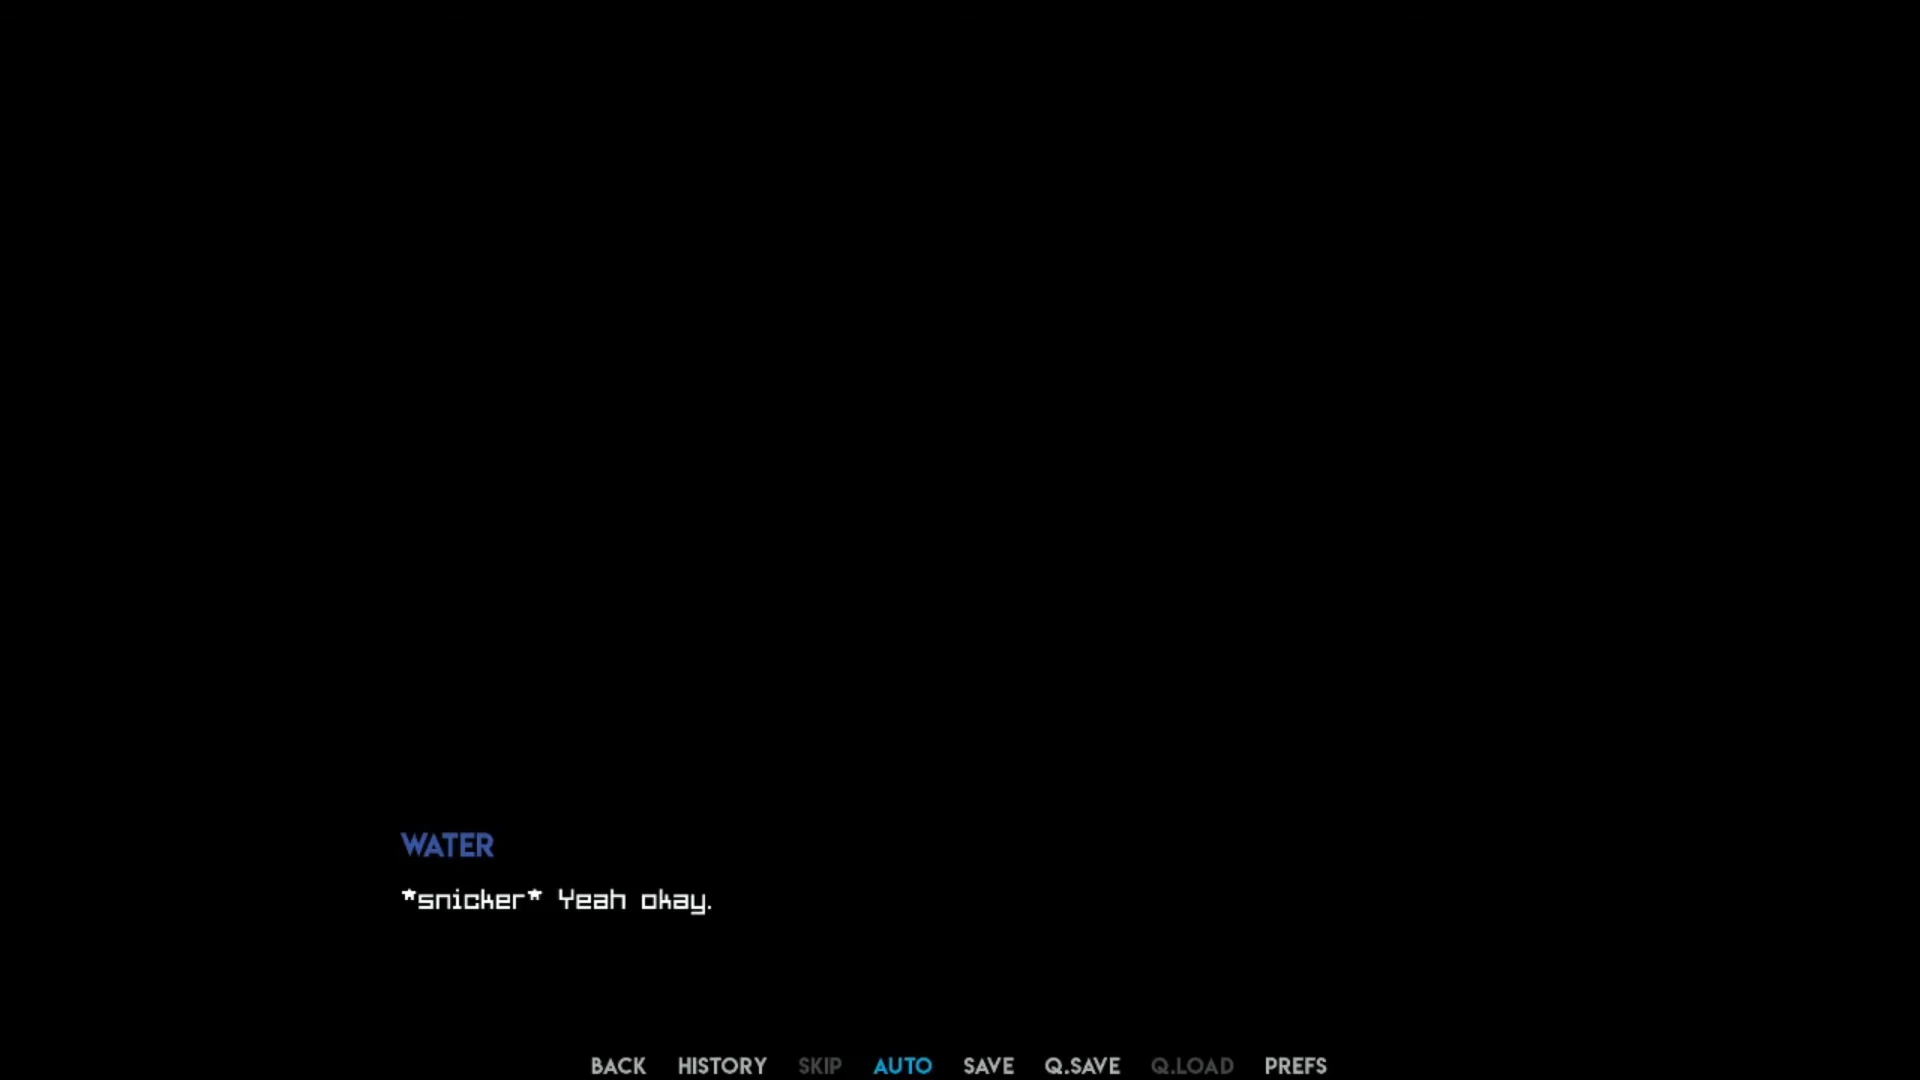 WATER
*snicker* Yeah okay.
BACK HISTORY SKIP AUTO SAVE Q.SAVE Q.LOAD PREFS